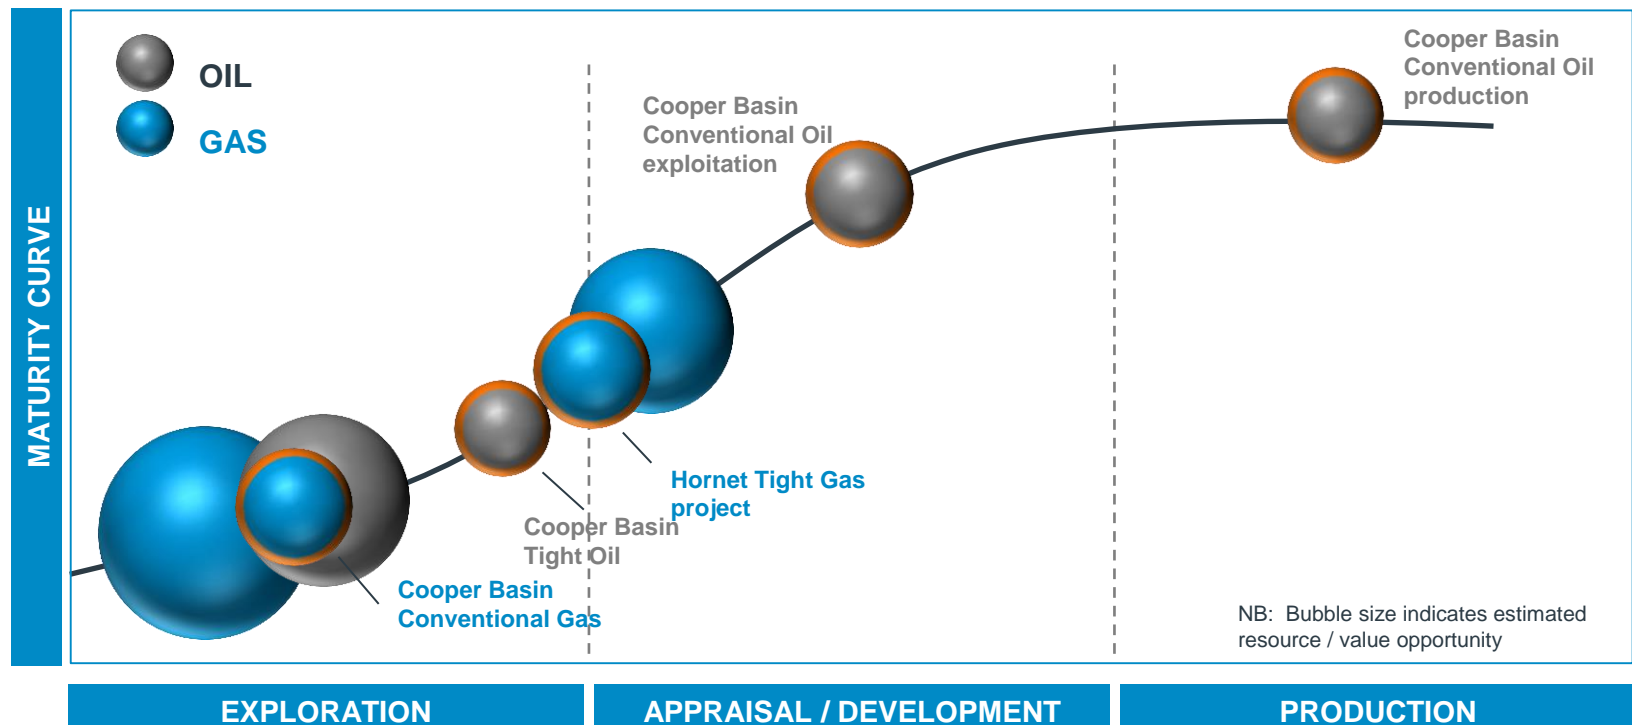 OIL
GAS
MATURITY CURVE
Cooper Basin
Conventional Oil
exploitation
Cooper Basin
Conventional Oil
production
Hornet Tight Gas
project
Cooper Basin
Tight Oil
Cooper Basin
Conventional Gas
NB: Bubble size indicates estimated
resource / value opportunity
EXPLORATION
APPRAISAL / DEVELOPMENT
PRODUCTION